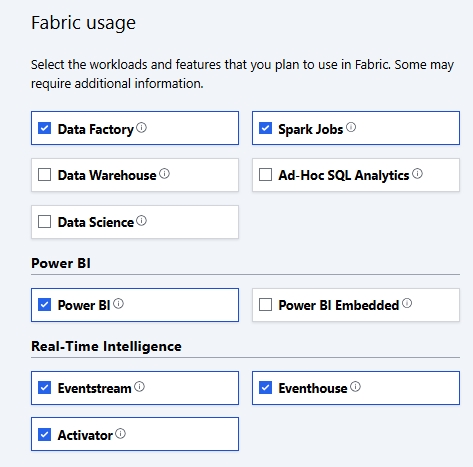 Fabric usage
Select the workloads and features that you plan to use in Fabric. Some may
require additional information.
Data Factory
Spark Jobs
Data Warehouse
Ad-Hoc SQL Analytics
Data Science
Power BI
Power BI
Power BI Embedded
Real-Time Intelligence
Eventstream
Eventhouse
Activator